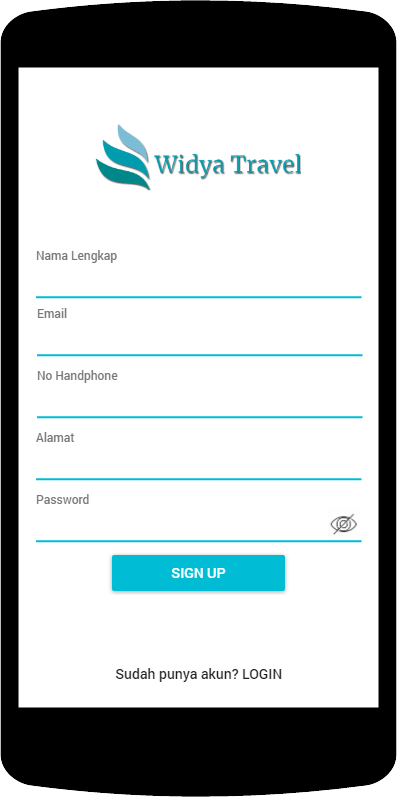 Widya Travel
Nama Lengkap
Email
No Handphone
Alamat
Password
SIGN UP
Sudah punya akun? LOGIN